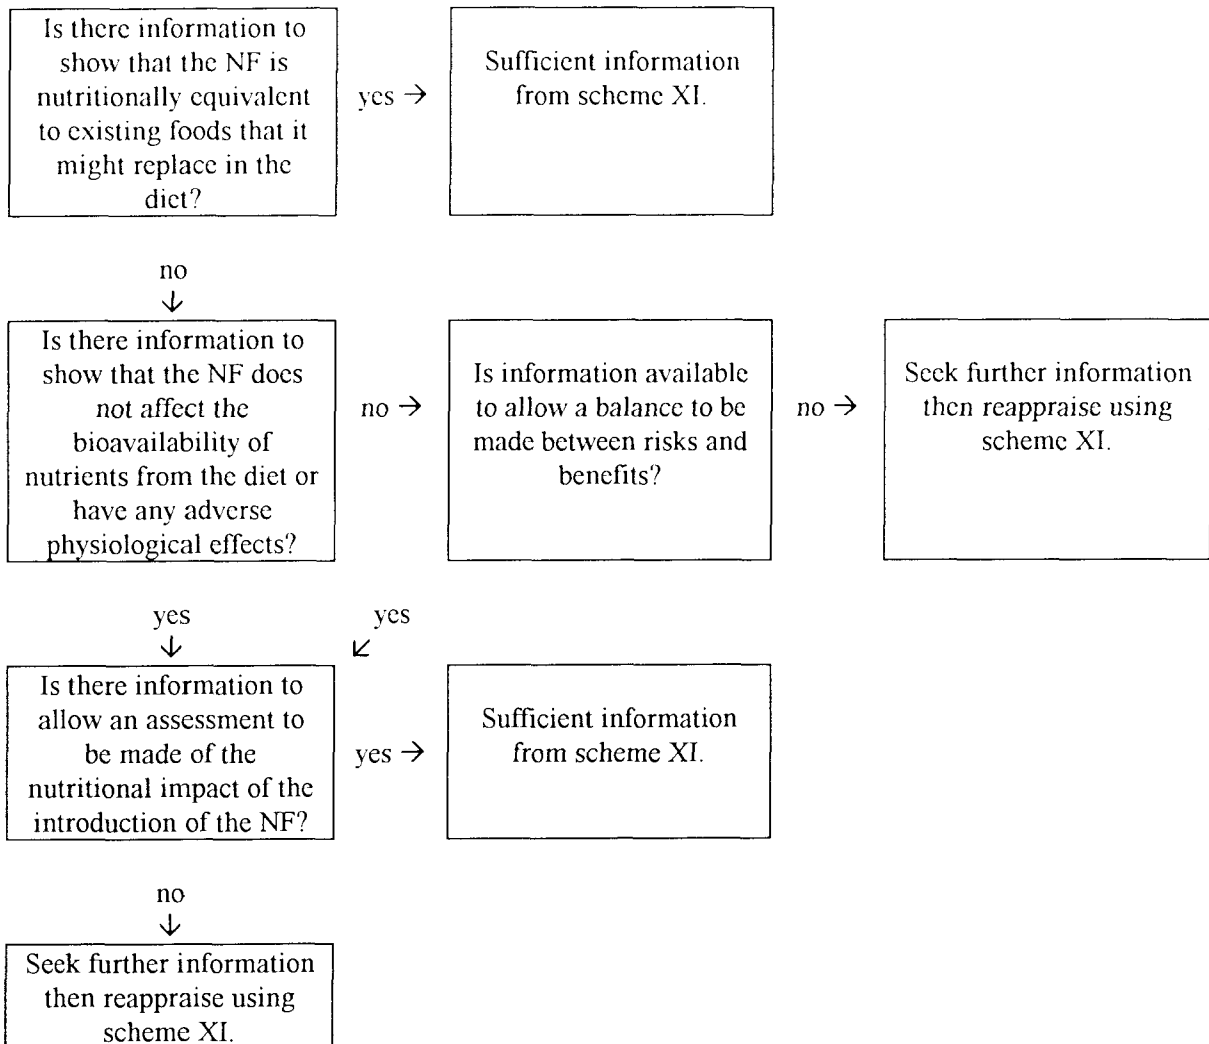 Is there information to
show that the NF is
nutritionally equivalent
to existing foods that it
might replace in the
diet?
yes →
Sufficient information
from scheme XI.
no
↓
Is there information to
show that the NF does
not affect the
bioavailability of
nutrients from the diet or
have any adverse
physiological effects?
no →
Is information available
to allow a balance to be
made between risks and
benefits?
no →
Seek further information
then reappraise using
scheme XI.
yes
↓
yes
↙
Is there information to
allow an assessment to
be made of the
nutritional impact of the
introduction of the NF?
yes →
Sufficient information
from scheme XI.
no
↓
Seek further information
then reappraise using
scheme XI.